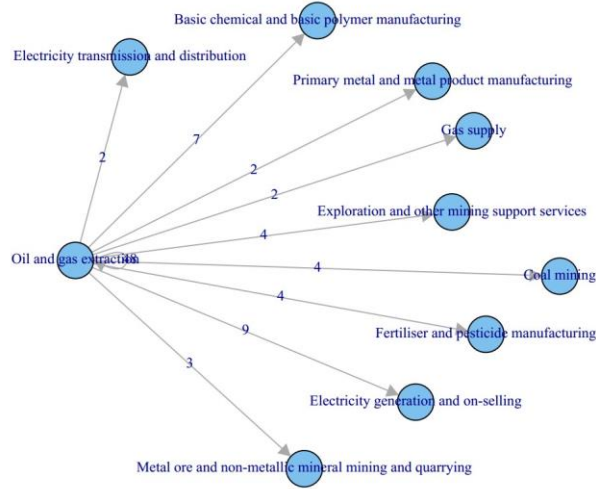 Basic chemical and basic polymer manufacturing
Electricity transmission and distribution
Primary metal and metal product manufacturing
Gas supply
7
2
2
2
Exploration and other mining support services
4
Oil and gas extraction
4
Coal mining
4
Fertiliser and pesticide manufacturing
9
3
Electricity generation and on-selling
Metal ore and non-metallic mineral mining and quarrying